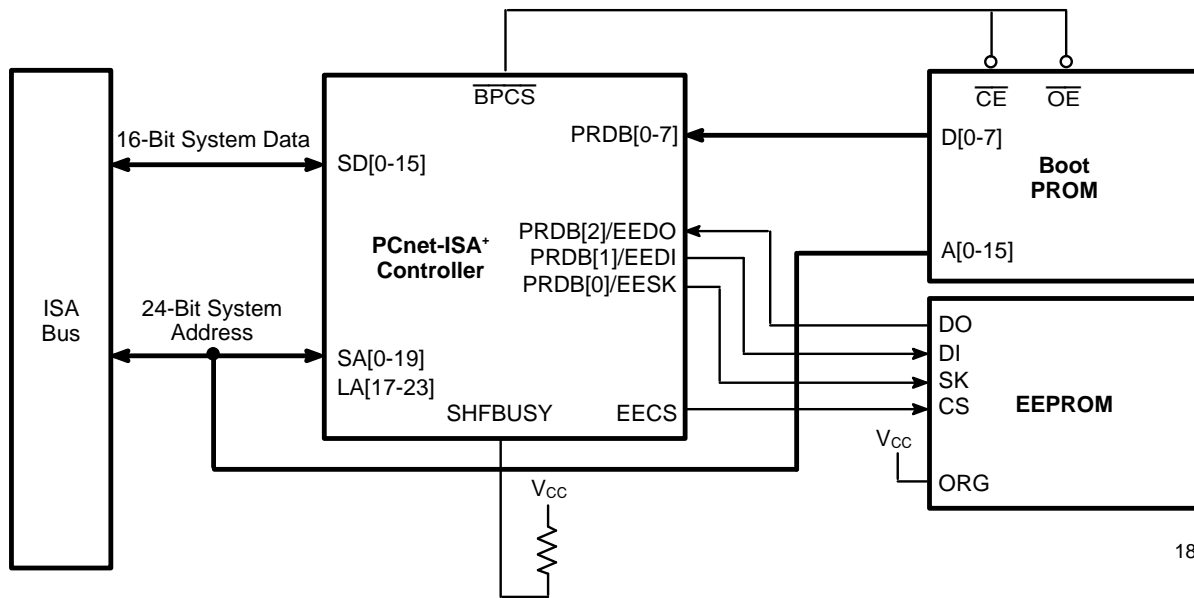 BPCS
CE
OE
16-Bit System Data
PRDB[0-7]
D[0-7]
SD[0-15]
Boot
PROM
PCnet-ISA+
Controller
PRDB[2]/EEDO
PRDB[1]/EEDI
PRDB[0]/EESK
A[0-15]
ISA
Bus
24-Bit System
Address
DO
DI
SK
CS
EEPROM
SA[0-19]
LA[17-23]
SHFBUSY
EECS
VCC
ORG
VCC
18